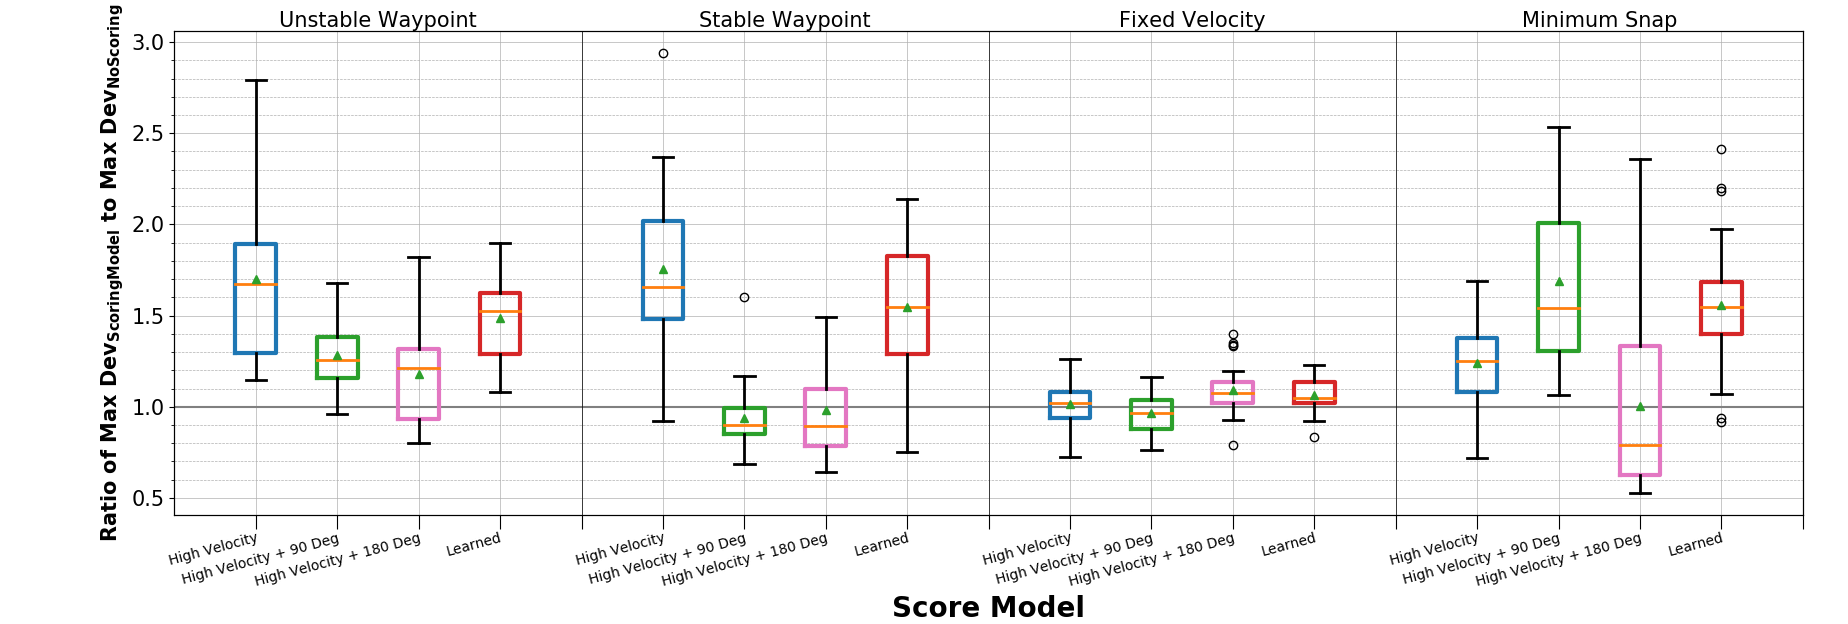 Unstable Waypoint
Stable Waypoint
Fixed Velocity
Minimum Snap
Ratio of Max Dev_ScoringModel to Max Dev_NoScoring
3.0
2.5
2.0
1.5
1.0
0.5
High Velocity
High Velocity + 90 Deg
High Velocity + 180 Deg
Learned
High Velocity
High Velocity + 90 Deg
High Velocity + 180 Deg
Learned
High Velocity
High Velocity + 90 Deg
High Velocity + 180 Deg
Learned
High Velocity
High Velocity + 90 Deg
High Velocity + 180 Deg
Learned
Score Model